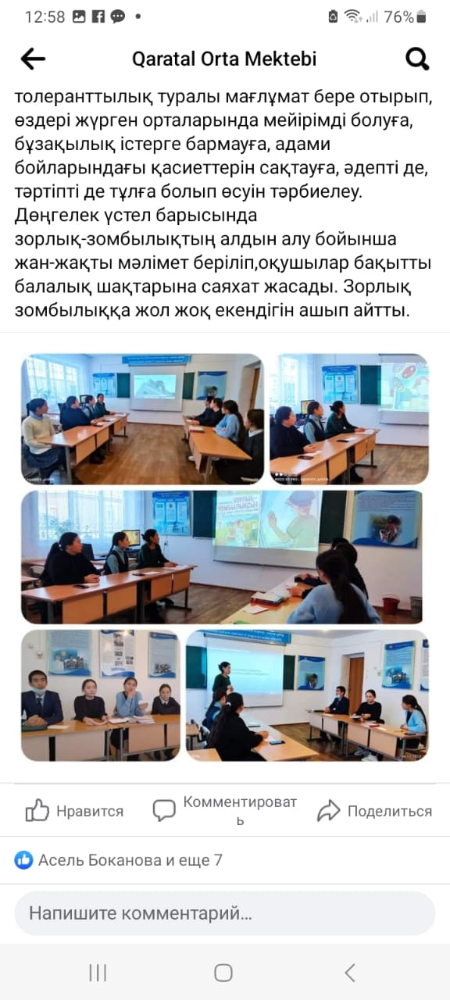 12:58
76%
Qaratal Orta Mektebi
толеранттылық туралы мағлұмат бере отырып,
өздері жүрген орталарында мейірімді болуға,
бұзақылық істерге бармауға, адами
бойларындағы қасиеттерін сақтауға, әдепті де,
тәртіпті де тұлға болып өсуін тәрбиелеу.
Дөңгелек үстел барысында
зорлық-зомбылықтың алдын алу бойынша
жан-жақты мәлімет беріліп,оқушылар бақытты
балалық шақтарына саяхат жасады. Зорлық
зомбылыққа жол жоқ екендігін ашып айтты.
ЗОРЛЫҚ-
ЗОМБЫЛЫҚСЫЗ
Нравится
Комментироват
ь
Поделиться
Асель Боканова и еще 7
Напишите комментарий...